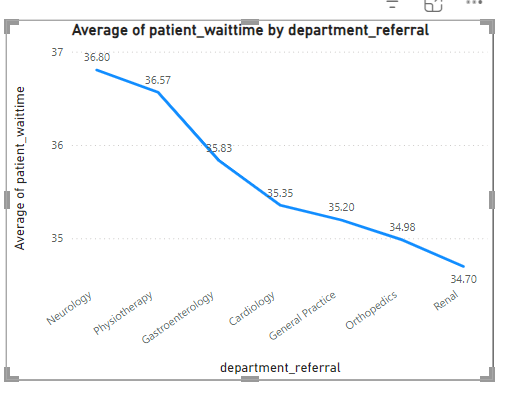 Average of patient_waittime by department_referral
37
36
35
Average of patient_waittime
36.80
36.57
35.83
35.35
35.20
34.98
34.70
Neurology
Physiotherapy
Gastroenterology
Cardiology
General Practice
Orthopedics
Renal
department_referral